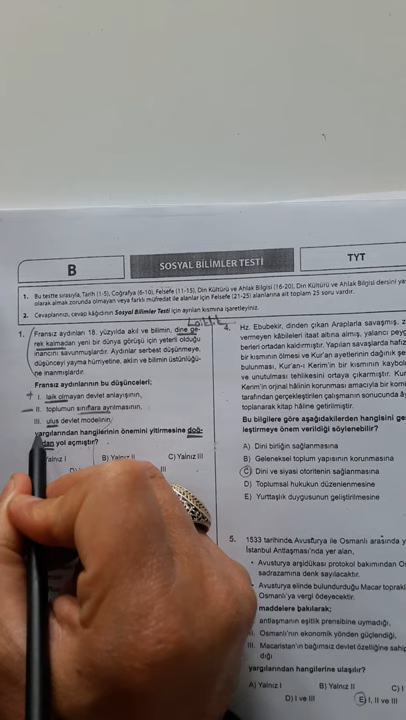 B
SOSYAL BİLİMLER TESTİ
TYT
1. Bu testte sırasıyla, Tarih (1-5), Coğrafya (6-10), Felsefe (11-15), Din Kültürü ve Ahlak Bilgisi (16-20), Din Kültürü ve Ahlak Bilgisi dersini
olarak almak zorunda olmayan veya farklı müfredat ile alanlar için Felsefe (21-25) alanlarına ait toplam 25 soru vardır.
2. Cevaplarınızı, cevap kâğıdının Sosyal Bilimler Testi için ayrılan kısmına işaretleyiniz.
1. Fransız aydınları 18. yüzyılda akıl ve bilimin, dine ge-
rek kalmadan yeni bir dünya görüşü için yeterli olduğu
inancını savunmuşlardır. Aydınlar serbest düşünmeye,
düşünceyi yayma hürriyetine, aklın ve bilimin üstünlüğü-
ne inanmışlardır.
Fransız aydınlarının bu düşünceleri;
I. laik olmayan devlet anlayışının,
II. toplumun sınıflara ayrılmasının,
III. ulus devlet modelinin,
yargılarından hangilerinin önemini yitirmesine doğ-
dan yol açmıştır?
Yalnız I
B) Yalnız II
C) Yalnız III
III
4. Hz. Ebubekir, dinden çıkan Araplarla savaşmış,
vermeyen kâbileleri itaat altına almış, yalancı
berleri ortadan kaldırmıştır. Yapılan savaşlarda hafız
bir kısmının ölmesi ve Kur'an ayetlerinin dağınık
bulunması, Kur'an-ı Kerim'in bir kısmının
ve unutulması tehlikesini ortaya çıkarmıştır.
Kerim'in orjinal hâlinin korunması amacıyla
tarafından gerçekleştirilen çalışmanın sonucunda
toplanarak kitap hâline getirilmiştir.
Bu bilgilere göre aşağıdakilerden hangisini
leştirmeye önem verildiği söylenebilir?
A) Dini birliğin sağlanmasına
B) Geleneksel toplum yapısının korunmasına
C) Dini ve siyasi otoritenin sağlanmasına
D) Toplumsal hukukun düzenlenmesine
E) Yurttaşlık duygusunun geliştirilmesine
5. 1533 tarihinde Avusturya ile Osmanlı arasında
İstanbul Antlaşması'nda yer alan,
• Avusturya arşidükası protokol bakımından
sadrazamına denk sayılacaktır.
• Avusturya elinde bulundurduğu Macar
Osmanlı'ya vergi ödeyecektir.
maddelere bakılarak;
antlaşmanın eşitlik prensibine uymadığı,
II. Osmanlı'nın ekonomik yönden güçlendiği,
III. Macaristan'ın bağımsız devlet özelliğine
dığı
yargılarından hangilerine ulaşılır?
A) Yalnız I
B) Yalnız II
C) I
D) I ve III
E) I, II ve III